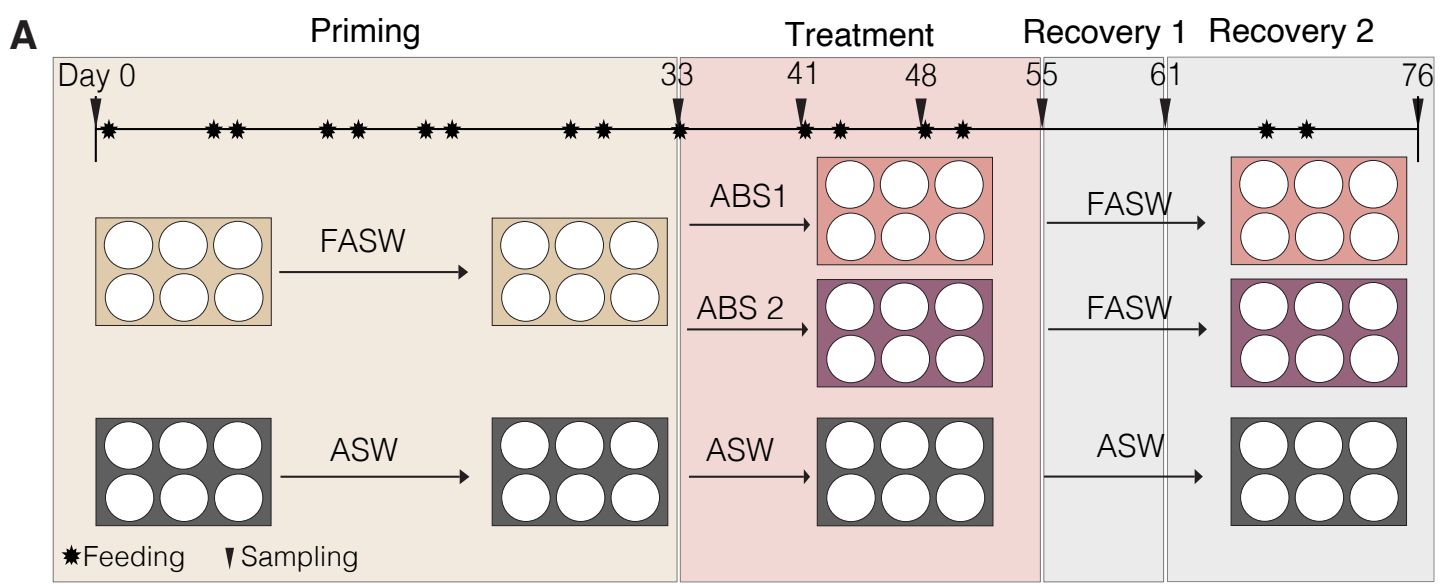 A
Priming
Treatment
Recovery 1
Recovery 2
Day 0
33
41
48
55
61
76
ABS1
FASW
FASW
ABS 2
FASW
ASW
ASW
ASW
Feeding
Sampling